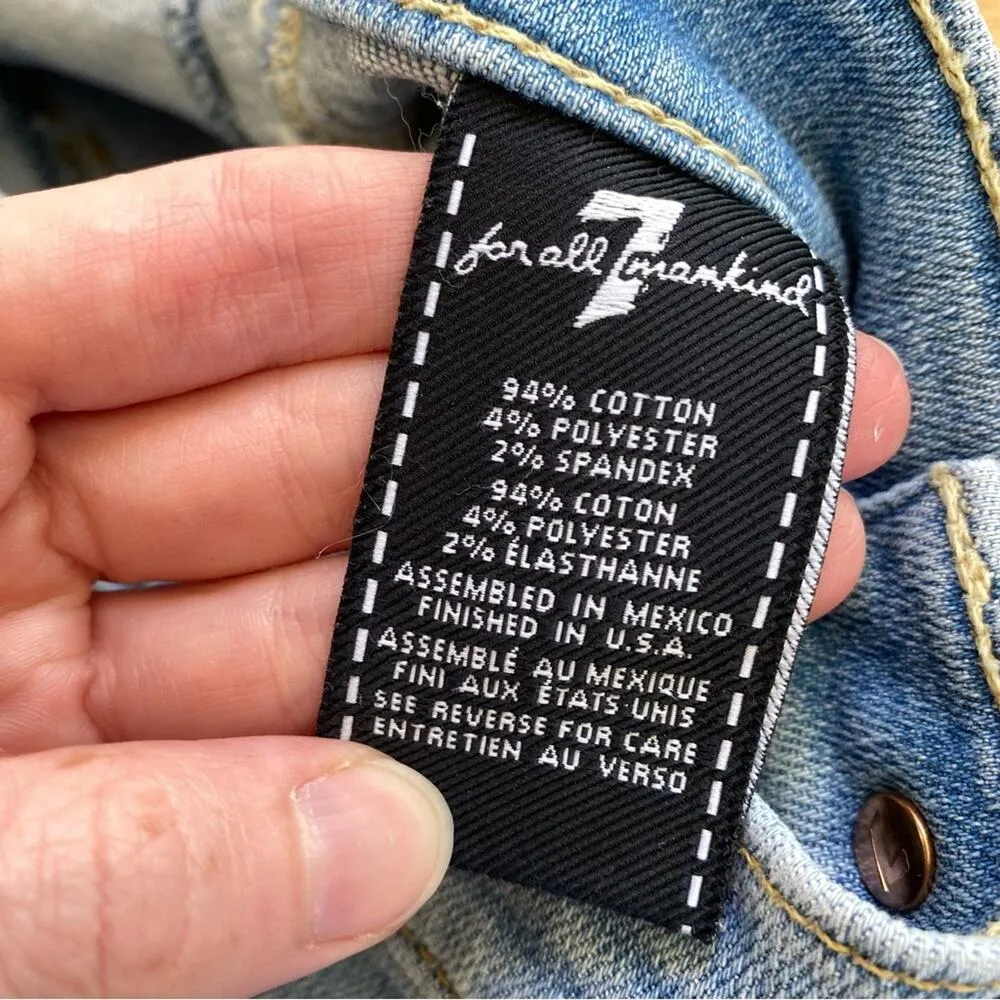 for all 7 mankind
94% COTTON
4% POLYESTER
2% SPANDEX
94% COTON
4% POLYESTER
2% ÉLASTHANNE
ASSEMBLED IN MEXICO
FINISHED IN U.S.A.
ASSEMBLÉ AU MEXIQUE
FINI AUX ÉTATS-UNIS
SEE REVERSE FOR CARE
ENTRETIEN AU VERSO